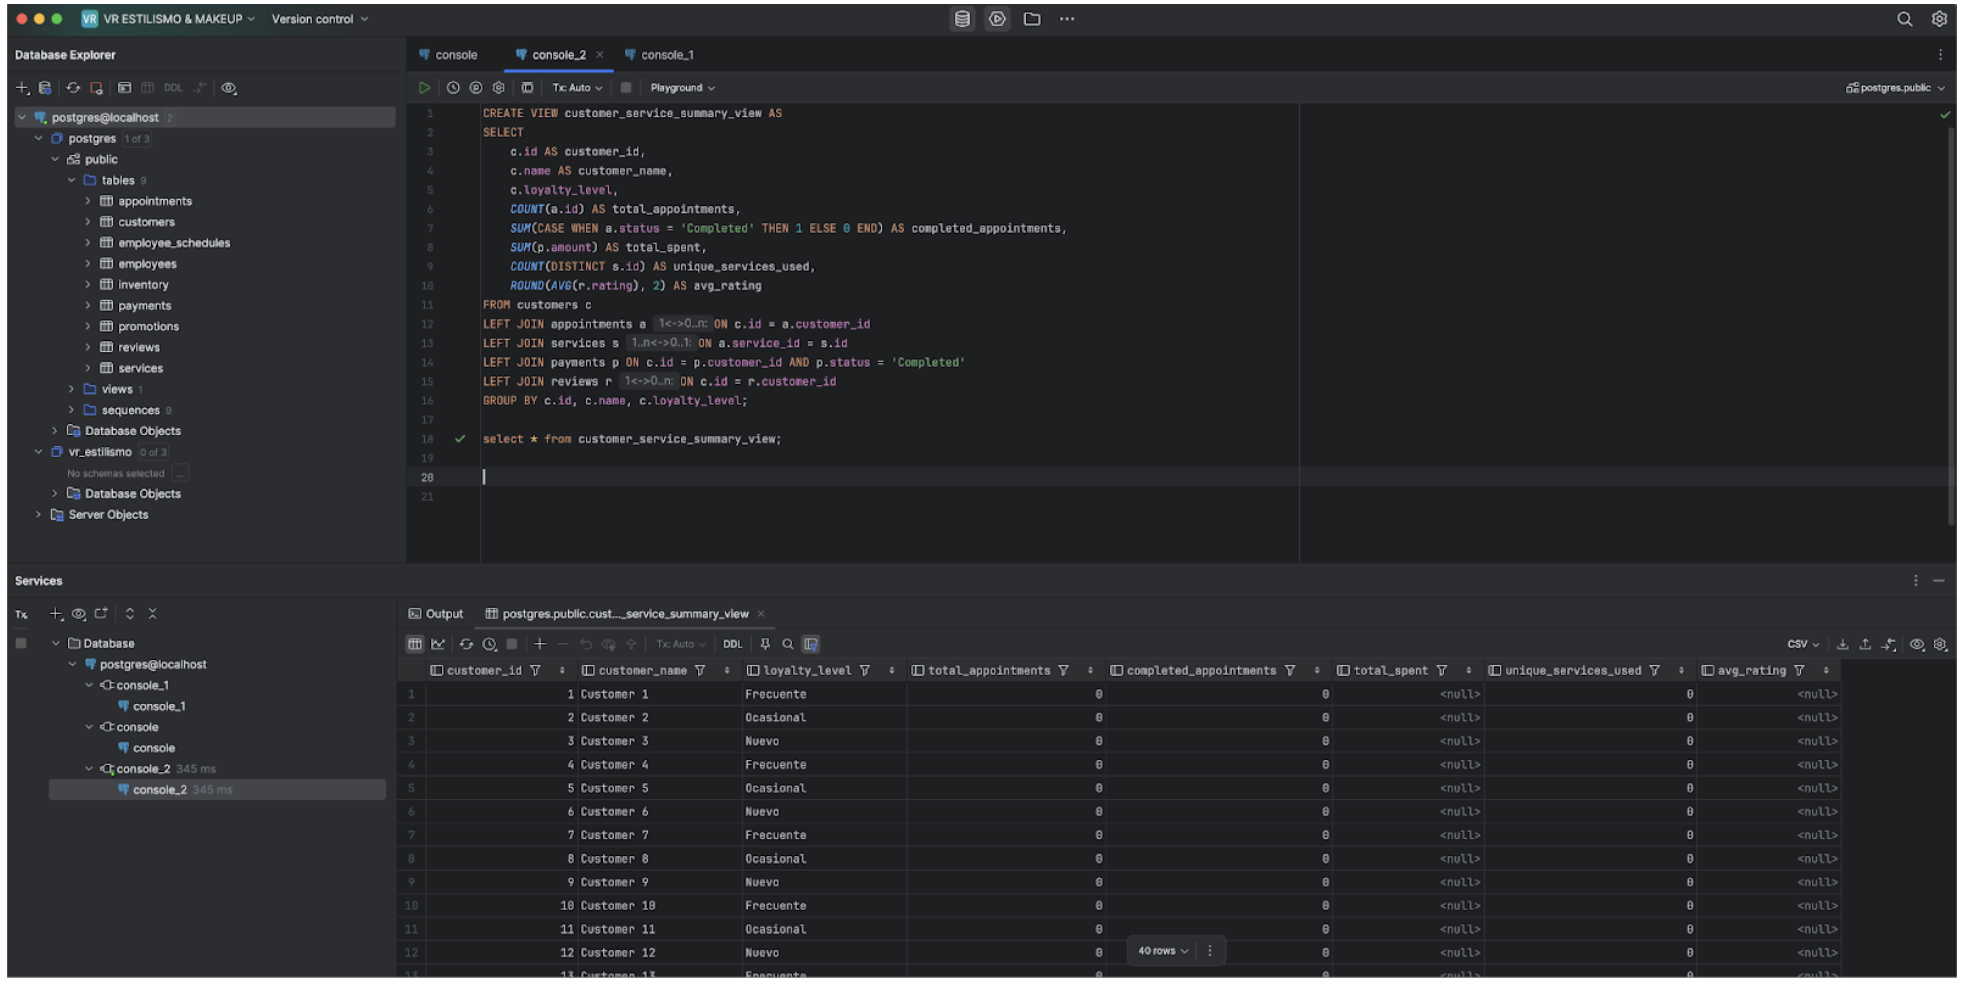 VR VR ESTILISMO & MAKEUP Version control
Database Explorer
DDL
postgres@localhost 2
postgres 1 of 3
public
tables 9
appointments
customers
employee_schedules
employees
inventory
payments
promotions
reviews
services
views 1
sequences 9
Database Objects
vr_estilismo 0 of 3
No schemas selected ...
Database Objects
Server Objects
console console_2 console_1
Tx: Auto Playground postgres.public
1 CREATE VIEW customer_service_summary_view AS
2 SELECT
3 c.id AS customer_id,
4 c.name AS customer_name,
5 c.loyalty_level,
6 COUNT(a.id) AS total_appointments,
7 SUM(CASE WHEN a.status = 'Completed' THEN 1 ELSE 0 END) AS completed_appointments,
8 SUM(p.amount) AS total_spent,
9 COUNT(DISTINCT s.id) AS unique_services_used,
10 ROUND(AVG(r.rating), 2) AS avg_rating
11 FROM customers c
12 LEFT JOIN appointments a 1<->0..n: ON c.id = a.customer_id
13 LEFT JOIN services s 1..n<->0..1: ON a.service_id = s.id
14 LEFT JOIN payments p ON c.id = p.customer_id AND p.status = 'Completed'
15 LEFT JOIN reviews r 1<->0..n: ON c.id = r.customer_id
16 GROUP BY c.id, c.name, c.loyalty_level;
17
18 select * from customer_service_summary_view;
19
20
21
Services
Tx
Database
postgres@localhost
console_1
console_1
console
console
console_2 345 ms
console_2 345 ms
Output postgres.public.cust..._service_summary_view
Tx: Auto DDL CSV
customer_id customer_name loyalty_level total_appointments completed_appointments total_spent unique_services_used avg_rating
1 1 Customer 1 Frecuente 0 0 <null> 0 <null>
2 2 Customer 2 Ocasional 0 0 <null> 0 <null>
3 3 Customer 3 Nuevo 0 0 <null> 0 <null>
4 4 Customer 4 Frecuente 0 0 <null> 0 <null>
5 5 Customer 5 Ocasional 0 0 <null> 0 <null>
6 6 Customer 6 Nuevo 0 0 <null> 0 <null>
7 7 Customer 7 Frecuente 0 0 <null> 0 <null>
8 8 Customer 8 Ocasional 0 0 <null> 0 <null>
9 9 Customer 9 Nuevo 0 0 <null> 0 <null>
10 10 Customer 10 Frecuente 0 0 <null> 0 <null>
11 11 Customer 11 Ocasional 0 0 <null> 0 <null>
12 12 Customer 12 Nuevo 0 0 <null> 0 <null>
13 13 Customer 13 Frecuente 0 0 <null> 0 <null>
40 rows